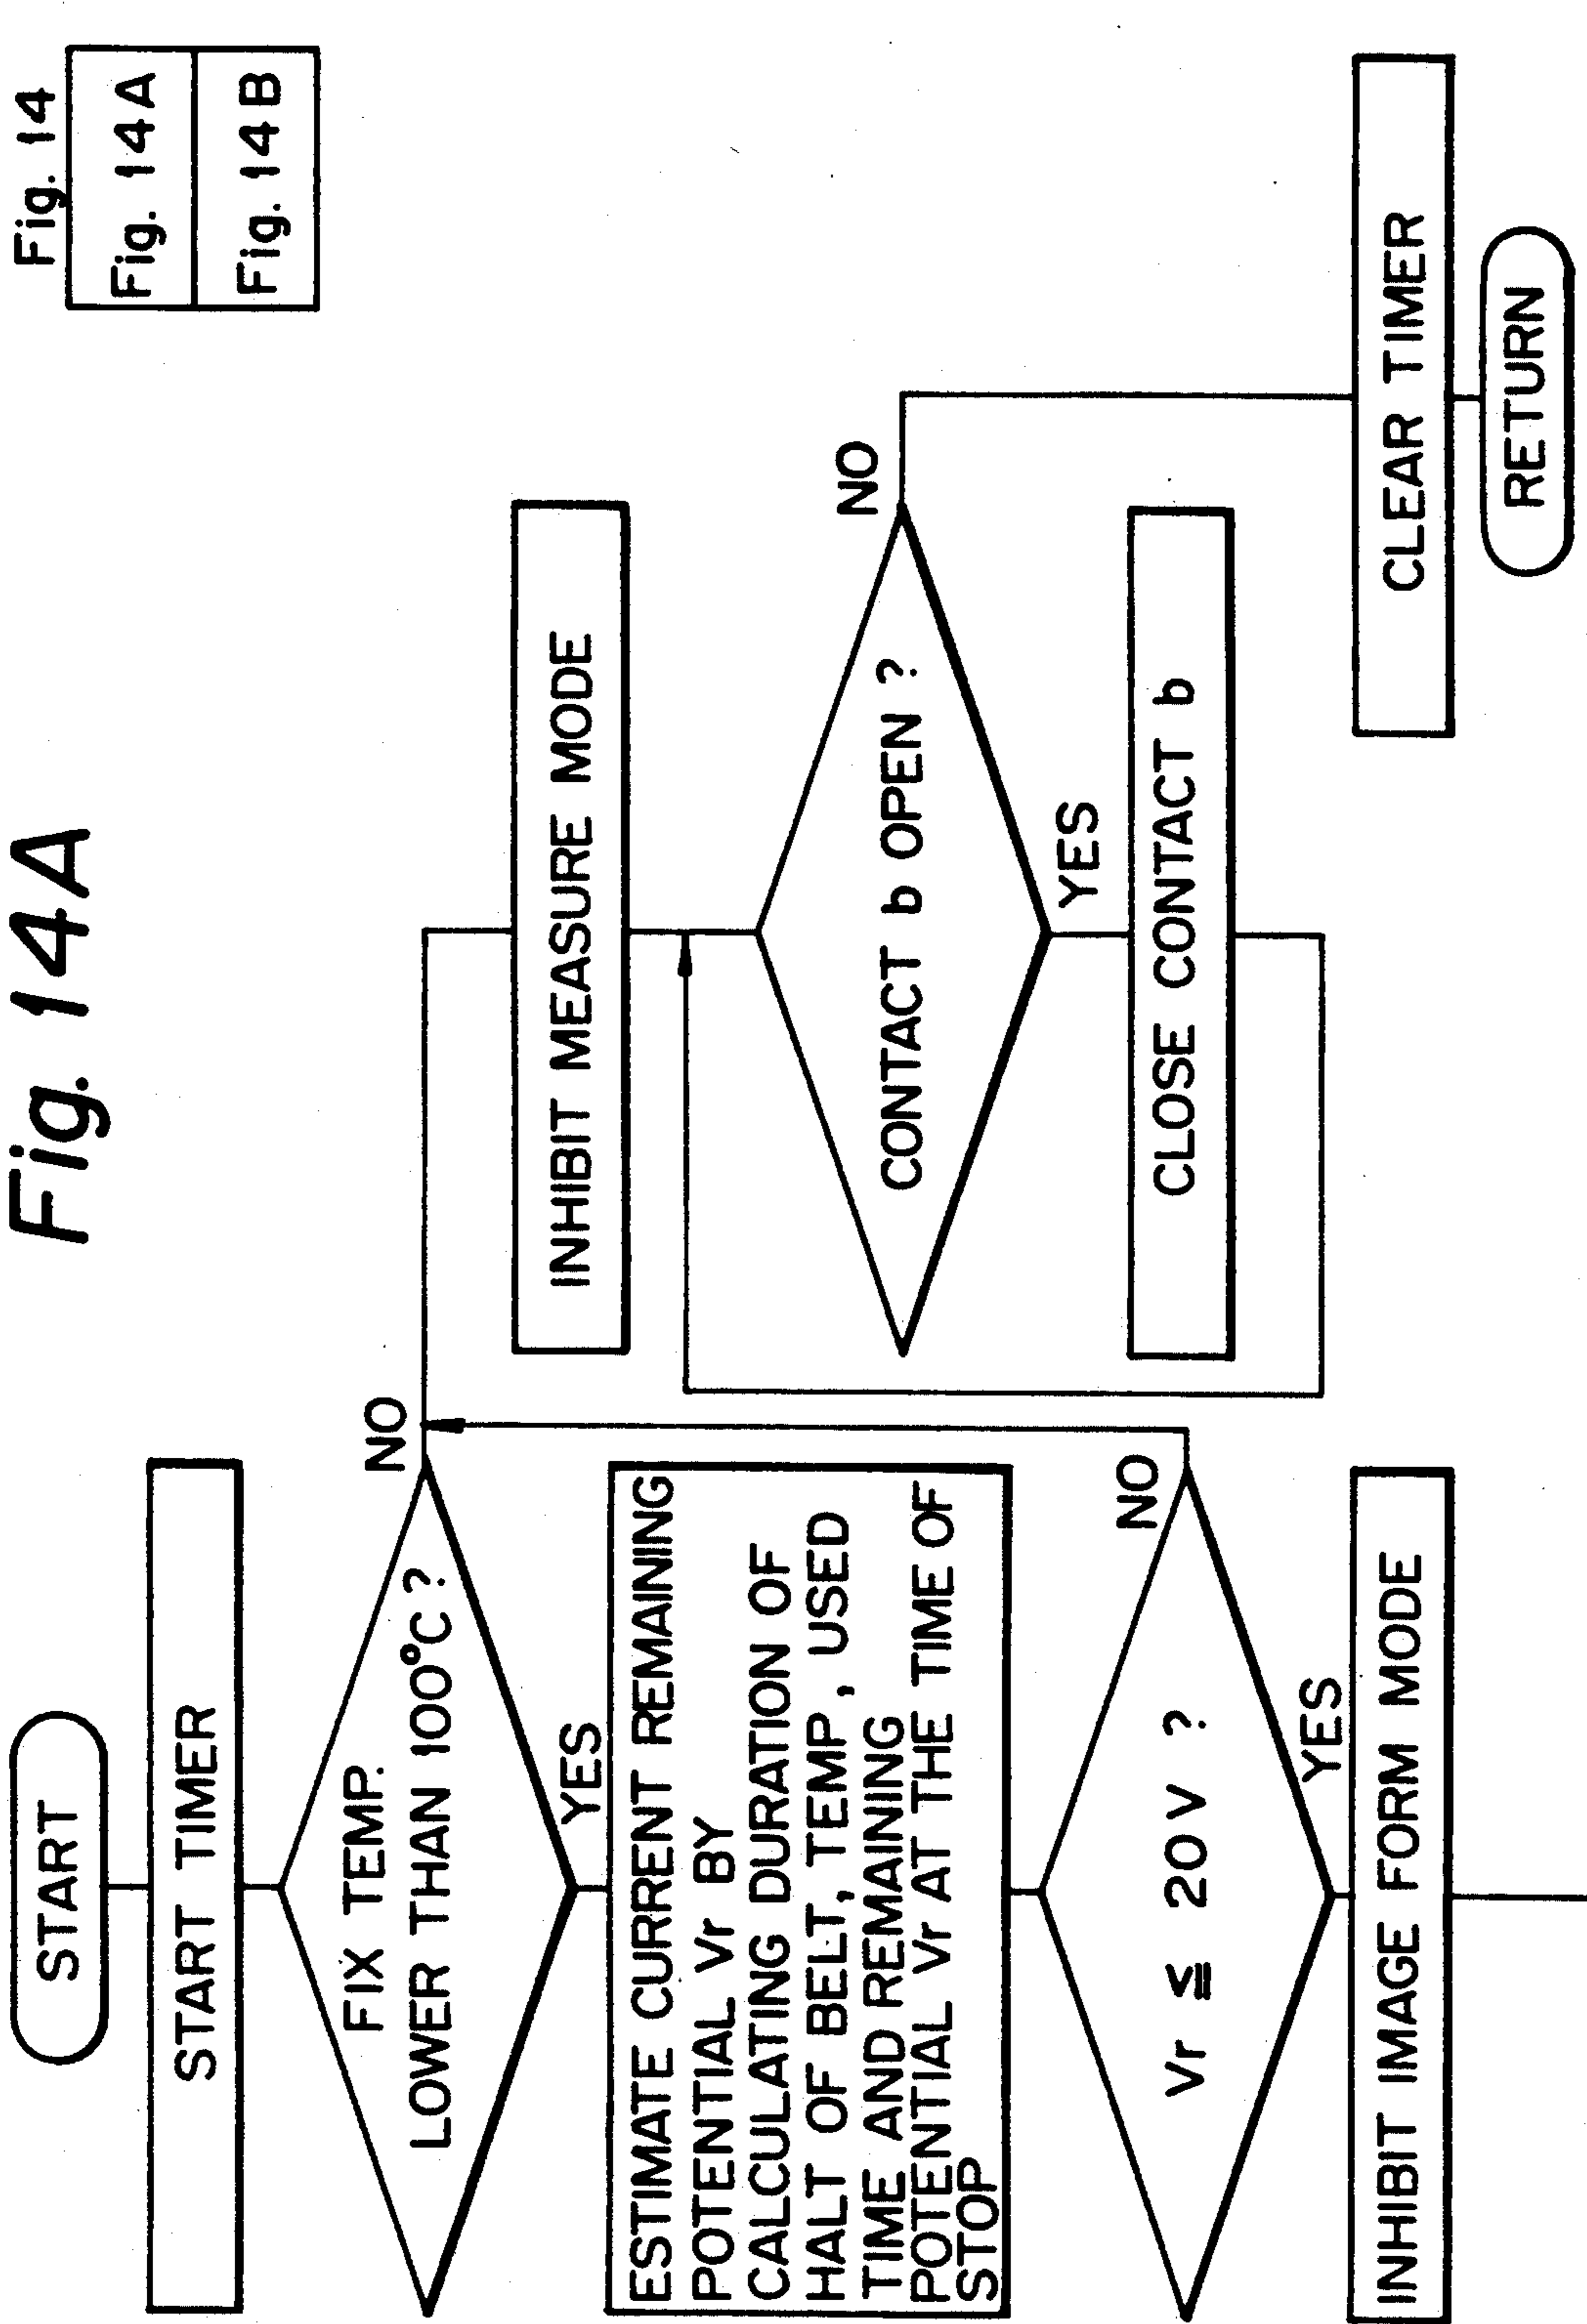 Fig. 14A
Fig. 14
Fig. 14A
Fig. 14B
START
START TIMER
FIX TEMP.
LOWER THAN 100°C ?
NO
YES
ESTIMATE CURRENT REMAINING
POTENTIAL Vr BY
CALCULATING DURATION OF
HALT OF BELT, TEMP, USED
TIME AND REMAINING
POTENTIAL Vr AT THE TIME OF
STOP
Vr ≦ 20V ?
NO
YES
INHIBIT IMAGE FORM MODE
INHIBIT MEASURE MODE
CONTACT b OPEN ?
NO
YES
CLOSE CONTACT b
CLEAR TIMER
RETURN